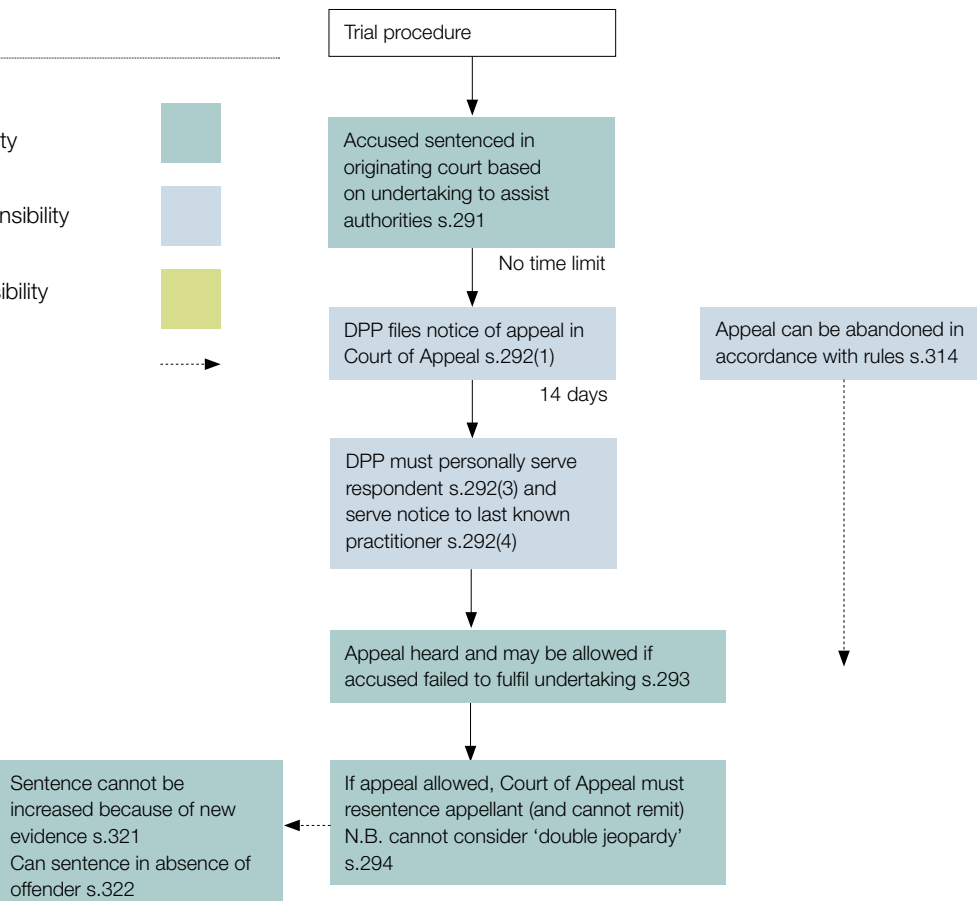 Trial procedure
Accused sentenced in
originating court based
on undertaking to assist
authorities s.291
No time limit
DPP files notice of appeal in
Court of Appeal s.292(1)
14 days
DPP must personally serve
respondent s.292(3) and
serve notice to last known
practitioner s.292(4)
Appeal can be abandoned in
accordance with rules s.314
Appeal heard and may be allowed if
accused failed to fulfil undertaking s.293
If appeal allowed, Court of Appeal must
resentence appellant (and cannot remit)
N.B. cannot consider ‘double jeopardy’
s.294
Sentence cannot be
increased because of new
evidence s.321
Can sentence in absence of
offender s.322